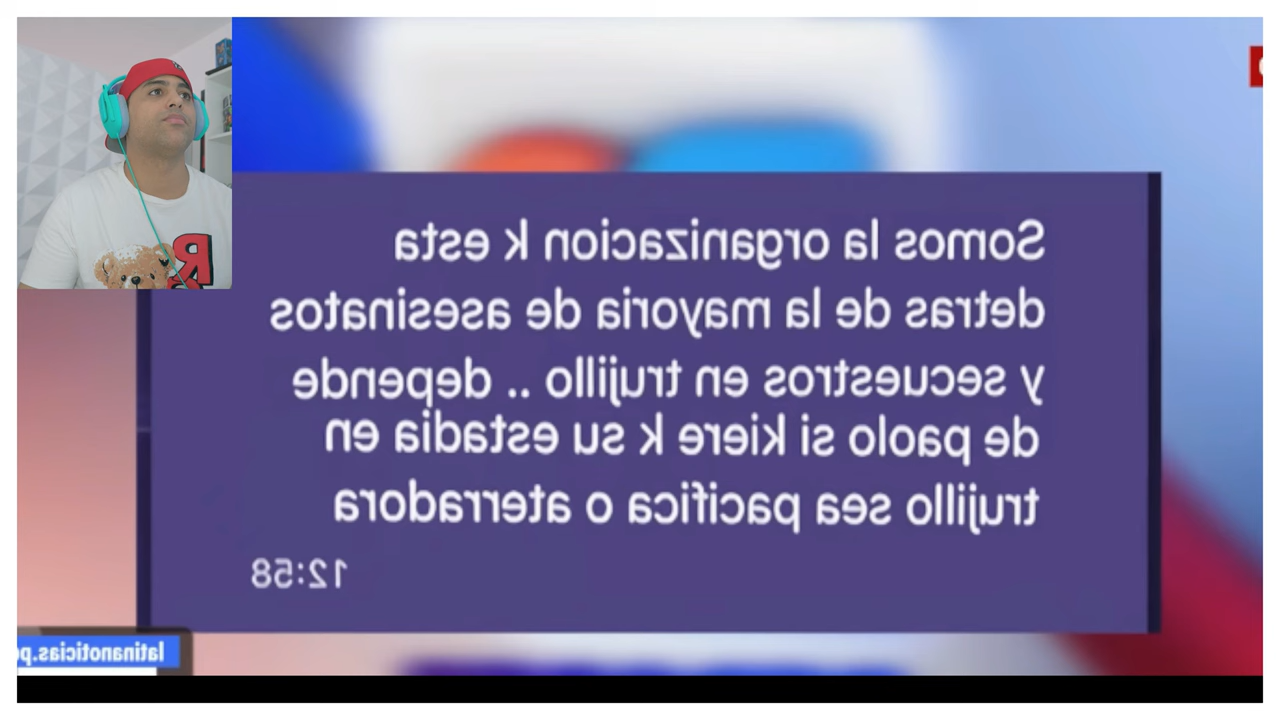 Somos la organizacion k esta
detras de la mayoria de asesinatos
y secuestros en trujillo .. depende
de paolo si kiere k su estadia en
trujillo sea pacifica o aterradora
12:58
latinanoticias.p
R